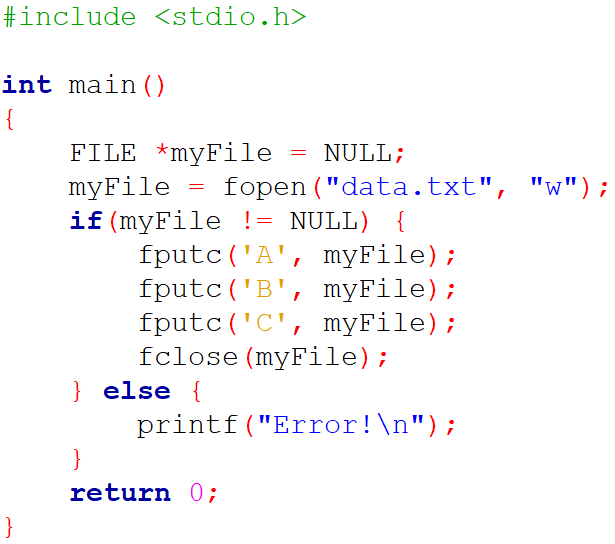 #include <stdio.h>

int main()
{
    FILE *myFile = NULL;
    myFile = fopen("data.txt", "w");
    if(myFile != NULL) {
        fputc('A', myFile);
        fputc('B', myFile);
        fputc('C', myFile);
        fclose(myFile);
    } else {
        printf("Error!\n");
    }
    return 0;
}